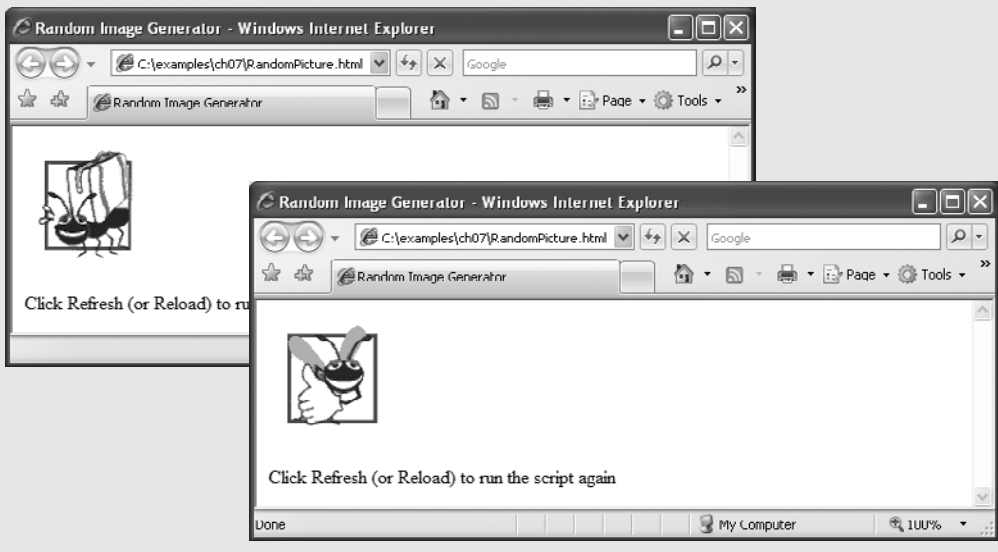 Random Image Generator - Windows Internet Explorer
C:\examples\ch07\RandomPicture.html
Google
Random Image Generator
Page
Tools
Click Refresh (or Reload) to ru
Random Image Generator - Windows Internet Explorer
C:\examples\ch07\RandomPicture.html
Google
Random Image Generator
Page
Tools
Click Refresh (or Reload) to run the script again
Done
My Computer
100%